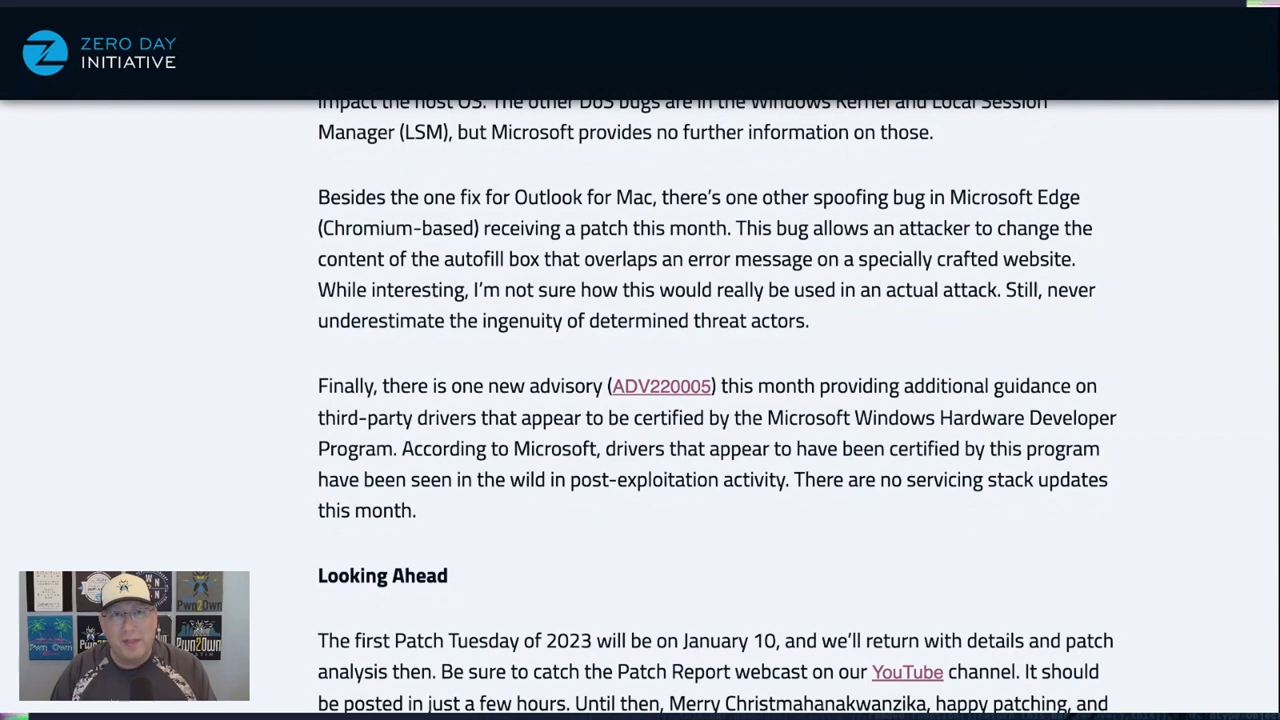 ZERO DAY
INITIATIVE
impact the host OS. The other DoS bugs are in the Windows Kernel and Local Session
Manager (LSM), but Microsoft provides no further information on those.
Besides the one fix for Outlook for Mac, there’s one other spoofing bug in Microsoft Edge
(Chromium-based) receiving a patch this month. This bug allows an attacker to change the
content of the autofill box that overlaps an error message on a specially crafted website.
While interesting, I’m not sure how this would really be used in an actual attack. Still, never
underestimate the ingenuity of determined threat actors.
Finally, there is one new advisory (ADV220005) this month providing additional guidance on
third-party drivers that appear to be certified by the Microsoft Windows Hardware Developer
Program. According to Microsoft, drivers that appear to have been certified by this program
have been seen in the wild in post-exploitation activity. There are no servicing stack updates
this month.
Looking Ahead
The first Patch Tuesday of 2023 will be on January 10, and we’ll return with details and patch
analysis then. Be sure to catch the Patch Report webcast on our YouTube channel. It should
be posted in just a few hours. Until then, Merry Christmahanakwanzika, happy patching, and
Pwn2Own
Pwn Own
Pwn2Own